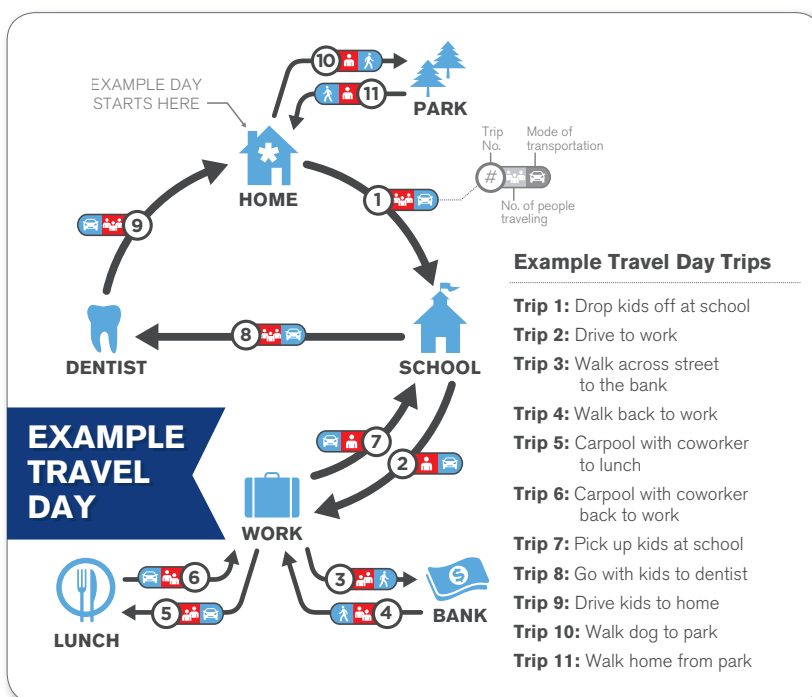 EXAMPLE DAY
STARTS HERE
10
11
PARK
HOME
1
Trip
No.
Mode of
transportation
#
No. of people
traveling
9
8
DENTIST
SCHOOL
EXAMPLE
TRAVEL
DAY
7
2
WORK
6
5
LUNCH
3
4
$
BANK
Example Travel Day Trips
Trip 1: Drop kids off at school
Trip 2: Drive to work
Trip 3: Walk across street
to the bank
Trip 4: Walk back to work
Trip 5: Carpool with coworker
to lunch
Trip 6: Carpool with coworker
back to work
Trip 7: Pick up kids at school
Trip 8: Go with kids to dentist
Trip 9: Drive kids to home
Trip 10: Walk dog to park
Trip 11: Walk home from park